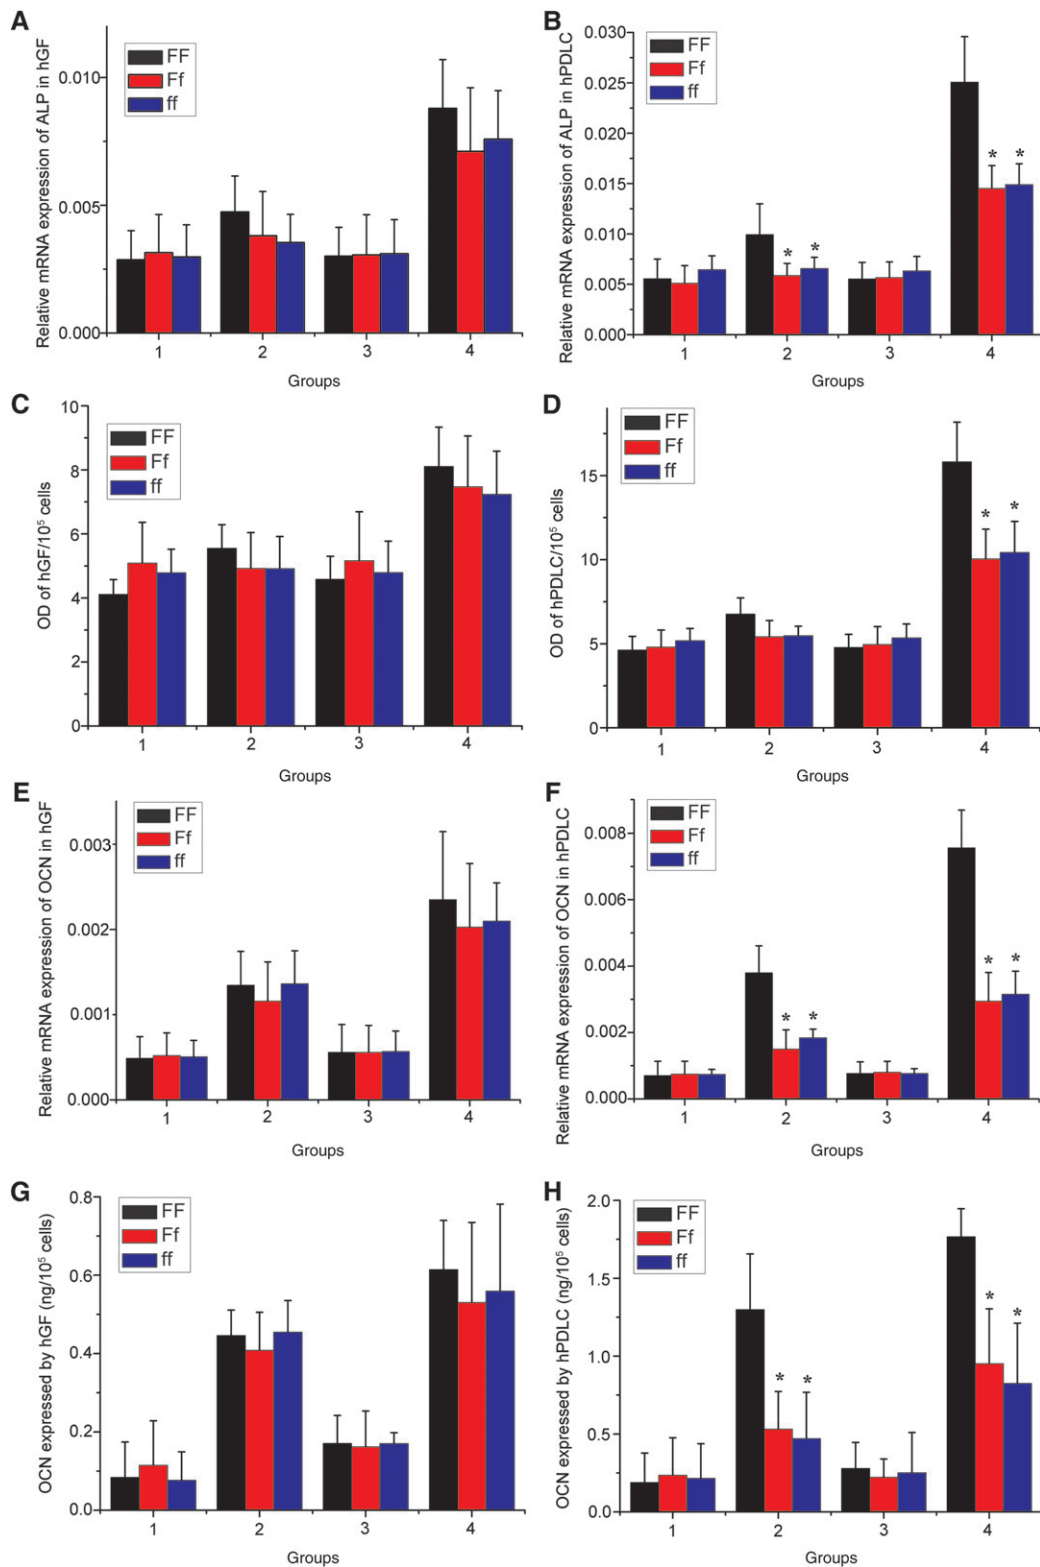 A
Relative mRNA expression of ALP in hGF
0.010
0.005
0.000
FF
Ff
ff
1 2 3 4
Groups
B
Relative mRNA expression of ALP in hPDLC
0.030
0.025
0.020
0.015
0.010
0.005
0.000
FF
Ff
ff
* *
* *
1 2 3 4
Groups
C
OD of hGF/10⁵ cells
10
8
6
4
2
0
FF
Ff
ff
1 2 3 4
Groups
D
OD of hPDLC/10⁵ cells
15
10
5
0
FF
Ff
ff
* *
1 2 3 4
Groups
E
Relative mRNA expression of OCN in hGF
0.003
0.002
0.001
0.000
FF
Ff
ff
1 2 3 4
Groups
F
Relative mRNA expression of OCN in hPDLC
0.008
0.006
0.004
0.002
0.000
FF
Ff
ff
* *
* *
1 2 3 4
Groups
G
OCN expressed by hGF (ng/10⁵ cells)
0.8
0.6
0.4
0.2
0.0
FF
Ff
ff
1 2 3 4
Groups
H
OCN expressed by hPDLC (ng/10⁵ cells)
2.0
1.5
1.0
0.5
0.0
FF
Ff
ff
* *
* *
1 2 3 4
Groups